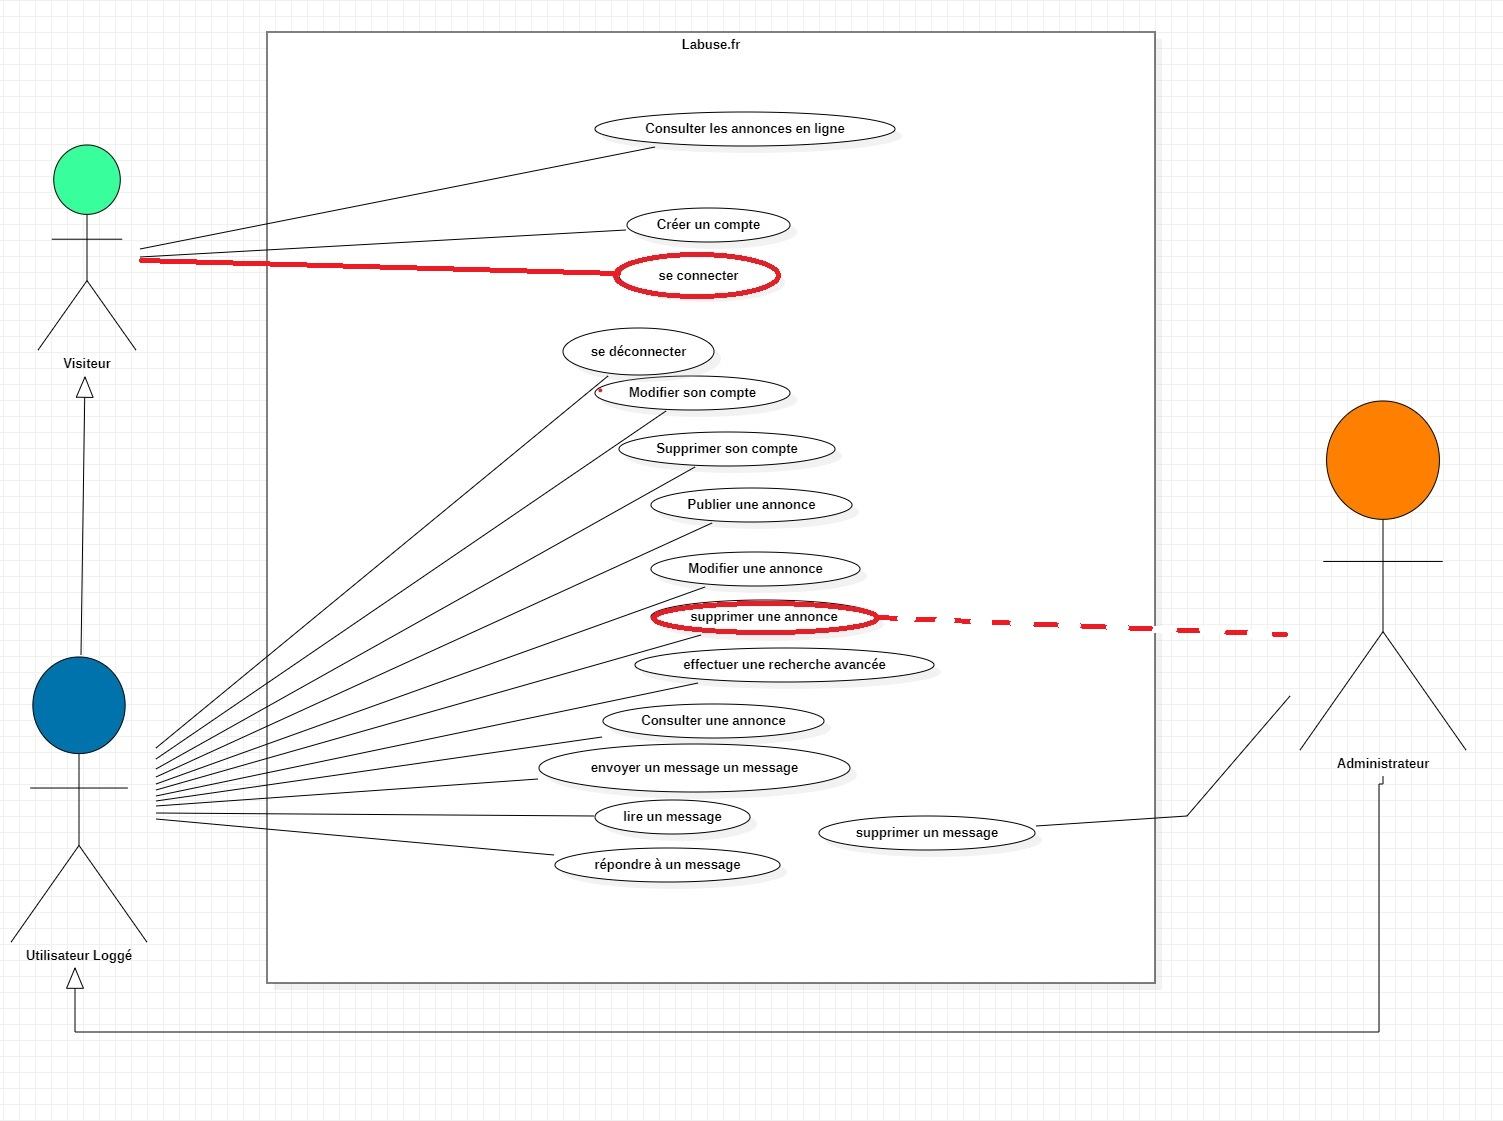 Labuse.fr
Consulter les annonces en ligne
Créer un compte
se connecter
Visiteur
se déconnecter
Modifier son compte
Supprimer son compte
Publier une annonce
Modifier une annonce
supprimer une annonce
effectuer une recherche avancée
Consulter une annonce
envoyer un message un message
Administrateur
lire un message
supprimer un message
répondre à un message
Utilisateur Loggé